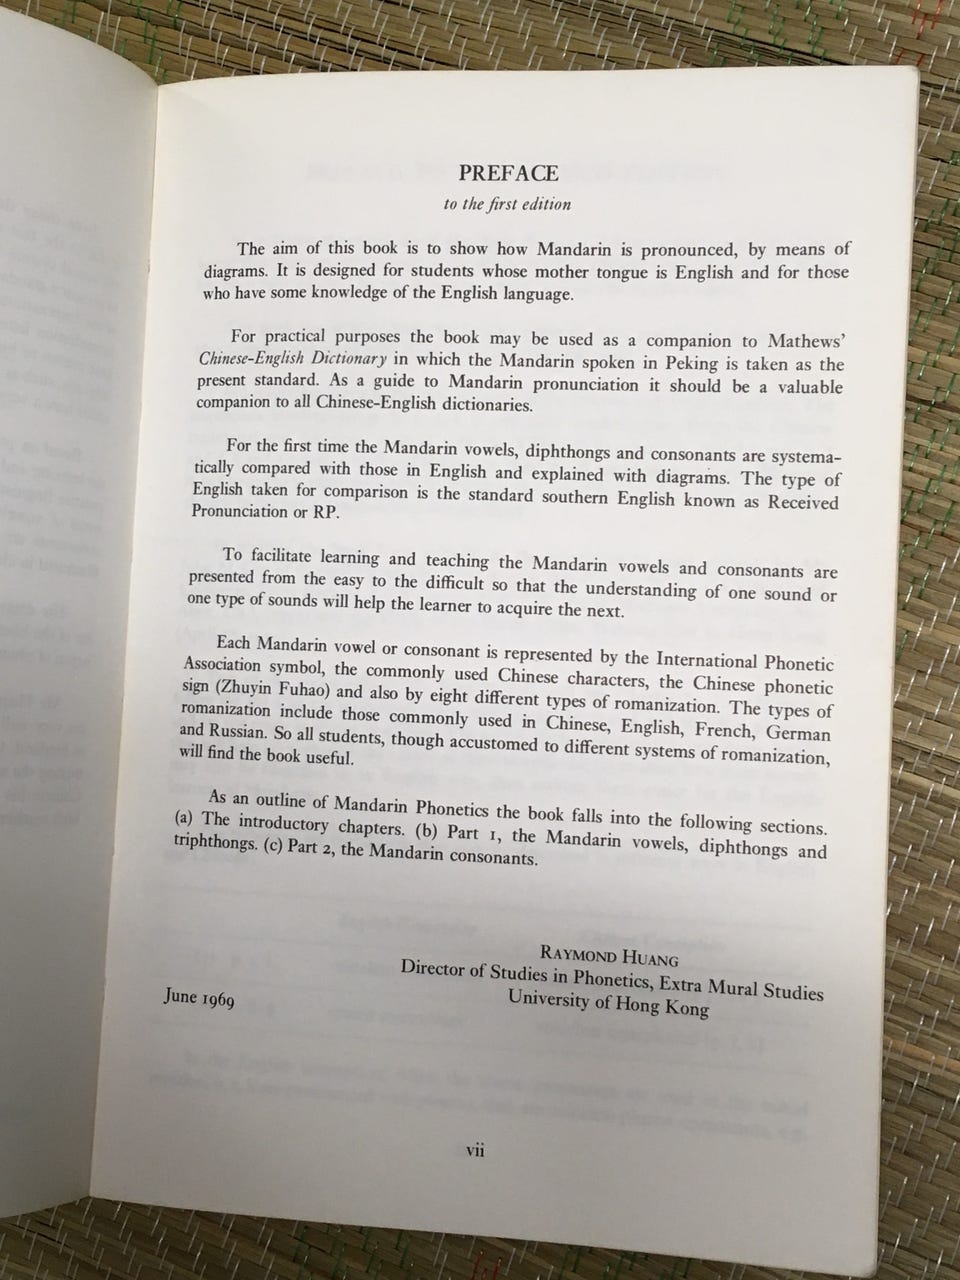 PREFACE
to the first edition
The aim of this book is to show how Mandarin is pronounced, by means of
diagrams. It is designed for students whose mother tongue is English and for those
who have some knowledge of the English language.
For practical purposes the book may be used as a companion to Mathews'
Chinese-English Dictionary in which the Mandarin spoken in Peking is taken as the
present standard. As a guide to Mandarin pronunciation it should be a valuable
companion to all Chinese-English dictionaries.
For the first time the Mandarin vowels, diphthongs and consonants are systema-
tically compared with those in English and explained with diagrams. The type of
English taken for comparison is the standard southern English known as Received
Pronunciation or RP.
To facilitate learning and teaching the Mandarin vowels and consonants are
presented from the easy to the difficult so that the understanding of one sound or
one type of sounds will help the learner to acquire the next.
Each Mandarin vowel or consonant is represented by the International Phonetic
Association symbol, the commonly used Chinese characters, the Chinese phonetic
sign (Zhuyin Fuhao) and also by eight different types of romanization. The types of
romanization include those commonly used in Chinese, English, French, German
and Russian. So all students, though accustomed to different systems of romanization,
will find the book useful.
As an outline of Mandarin Phonetics the book falls into the following sections.
(a) The introductory chapters. (b) Part 1, the Mandarin vowels, diphthongs and
triphthongs. (c) Part 2, the Mandarin consonants.
RAYMOND HUANG
Director of Studies in Phonetics, Extra Mural Studies
University of Hong Kong
June 1969
vii